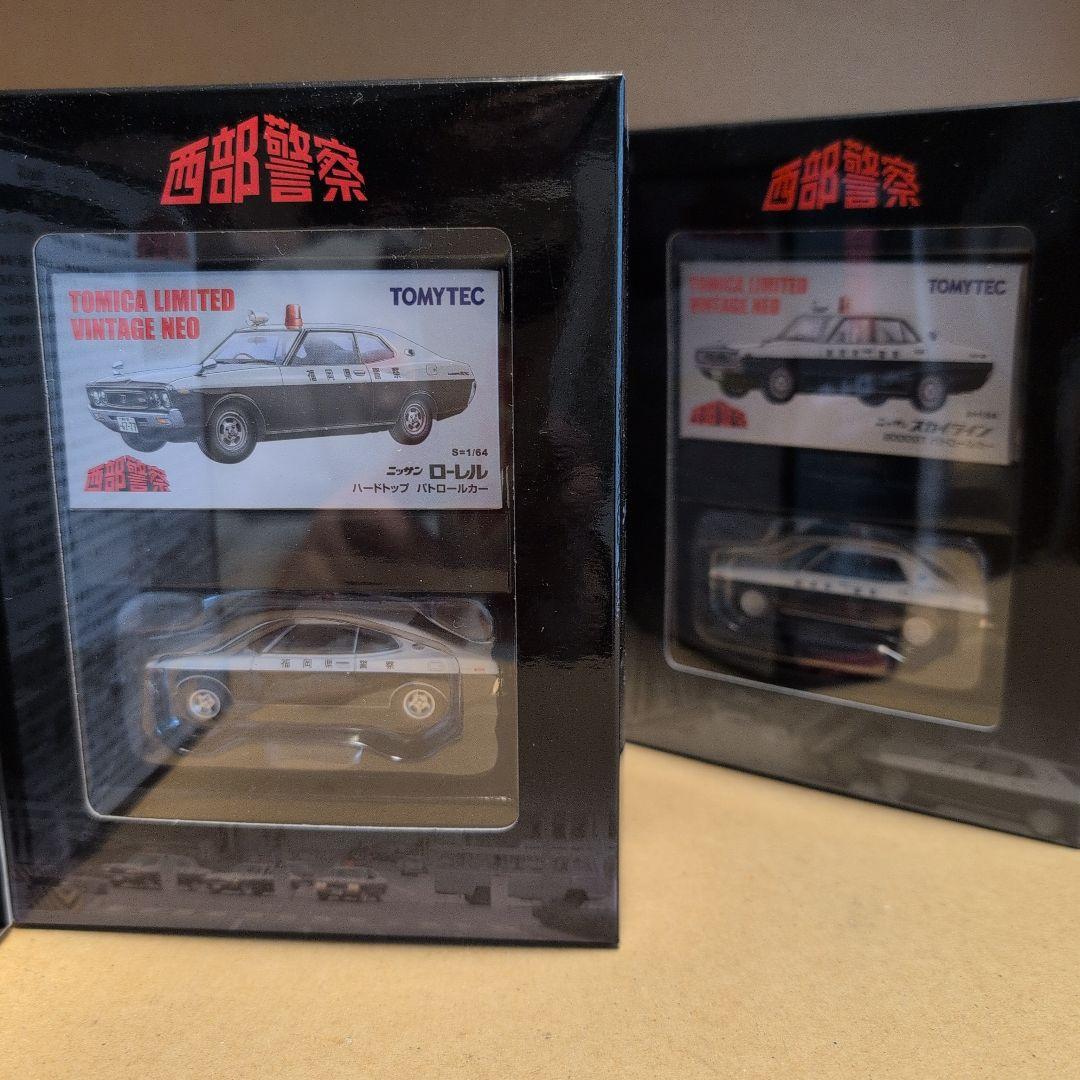 西部警察
TOMICA LIMITED
VINTAGE NEO
TOMYTEC
福岡県 警察
西部警察
S=1/64
ニッサン ローレル
ハードトップ パトロールカー
福岡県 警察
西部警察
TOMICA LIMITED
VINTAGE NEO
TOMYTEC
西部警察
S=1/64
ニッサン スカイライン